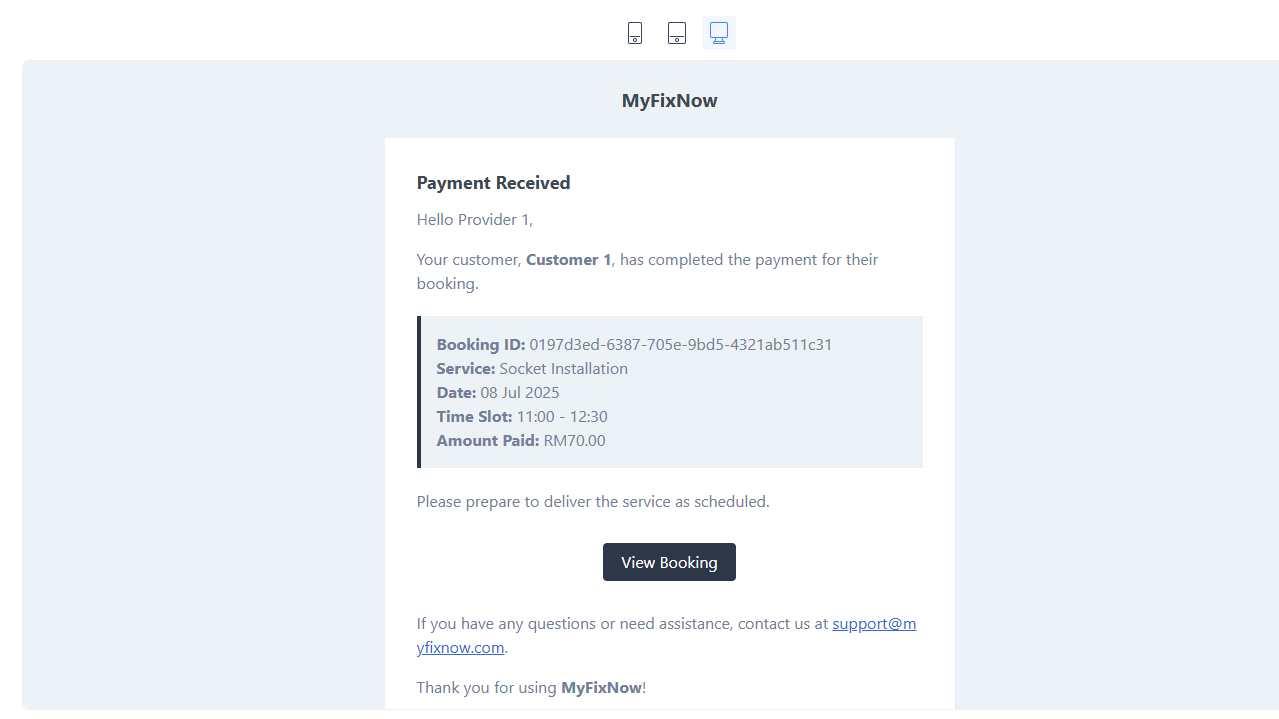 MyFixNow
Payment Received
Hello Provider 1,
Your customer, Customer 1, has completed the payment for their
booking.
Booking ID: 0197d3ed-6387-705e-9bd5-4321ab511c31
Service: Socket Installation
Date: 08 Jul 2025
Time Slot: 11:00 - 12:30
Amount Paid: RM70.00
Please prepare to deliver the service as scheduled.
View Booking
If you have any questions or need assistance, contact us at support@m
yfixnow.com.
Thank you for using MyFixNow!